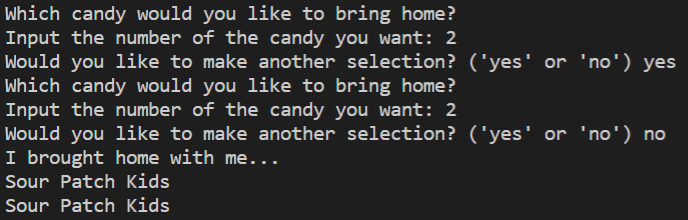 Which candy would you like to bring home?
Input the number of the candy you want: 2
Would you like to make another selection? ('yes' or 'no') yes
Which candy would you like to bring home?
Input the number of the candy you want: 2
Would you like to make another selection? ('yes' or 'no') no
I brought home with me...
Sour Patch Kids
Sour Patch Kids